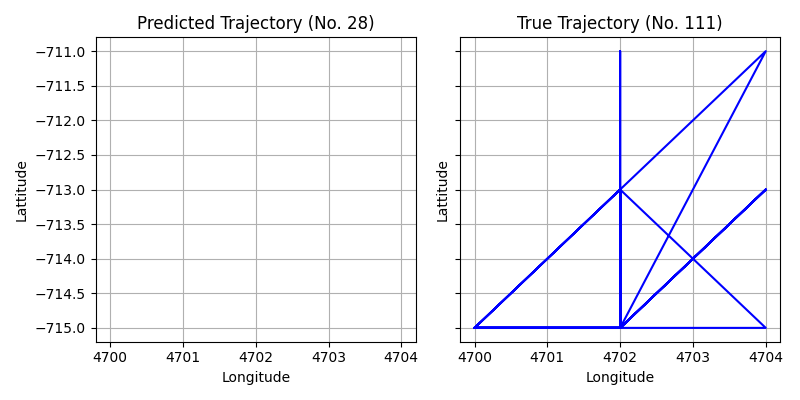 Predicted Trajectory (No. 28)
True Trajectory (No. 111)
−711.0
−711.5
−712.0
−712.5
−713.0
−713.5
−714.0
−714.5
−715.0
Lattitude
4700 4701 4702 4703 4704
Longitude
Lattitude
4700 4701 4702 4703 4704
Longitude